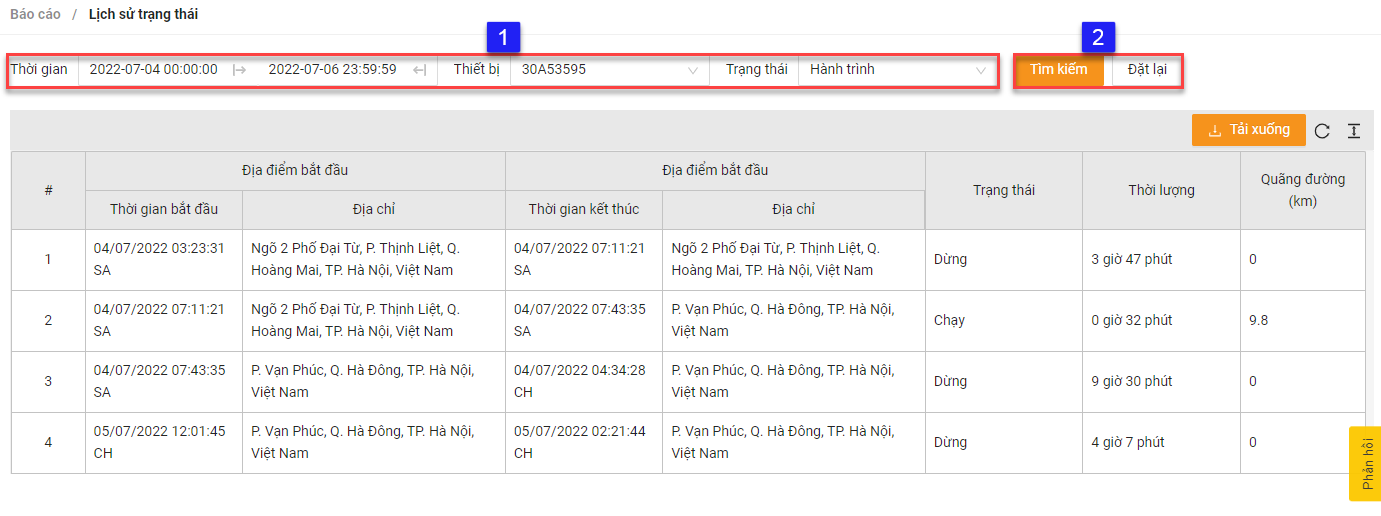 Báo cáo / Lịch sử trạng thái
1
2
Thời gian 2022-07-04 00:00:00 2022-07-06 23:59:59 Thiết bị 30A53595 Trạng thái Hành trình Tìm kiếm Đặt lại
Tải xuống
# Địa điểm bắt đầu Địa điểm bắt đầu Trạng thái Thời lượng Quãng đường
(km)
Thời gian bắt đầu Địa chỉ Thời gian kết thúc Địa chỉ
1 04/07/2022 03:23:31 Ngõ 2 Phố Đại Từ, P. Thịnh Liệt, Q. 04/07/2022 07:11:21 Ngõ 2 Phố Đại Từ, P. Thịnh Liệt, Q. Dừng 3 giờ 47 phút 0
SA Hoàng Mai, TP. Hà Nội, Việt Nam SA Hoàng Mai, TP. Hà Nội, Việt Nam
2 04/07/2022 07:11:21 Ngõ 2 Phố Đại Từ, P. Thịnh Liệt, Q. 04/07/2022 07:43:35 P. Vạn Phúc, Q. Hà Đông, TP. Hà Nội, Chạy 0 giờ 32 phút 9.8
SA Hoàng Mai, TP. Hà Nội, Việt Nam SA Việt Nam
3 04/07/2022 07:43:35 P. Vạn Phúc, Q. Hà Đông, TP. Hà Nội, 04/07/2022 04:34:28 P. Vạn Phúc, Q. Hà Đông, TP. Hà Nội, Dừng 9 giờ 30 phút 0
SA Việt Nam CH Việt Nam
4 05/07/2022 12:01:45 P. Vạn Phúc, Q. Hà Đông, TP. Hà Nội, 05/07/2022 02:21:44 P. Vạn Phúc, Q. Hà Đông, TP. Hà Nội, Dừng 4 giờ 7 phút 0
CH Việt Nam CH Việt Nam
Phản hồi